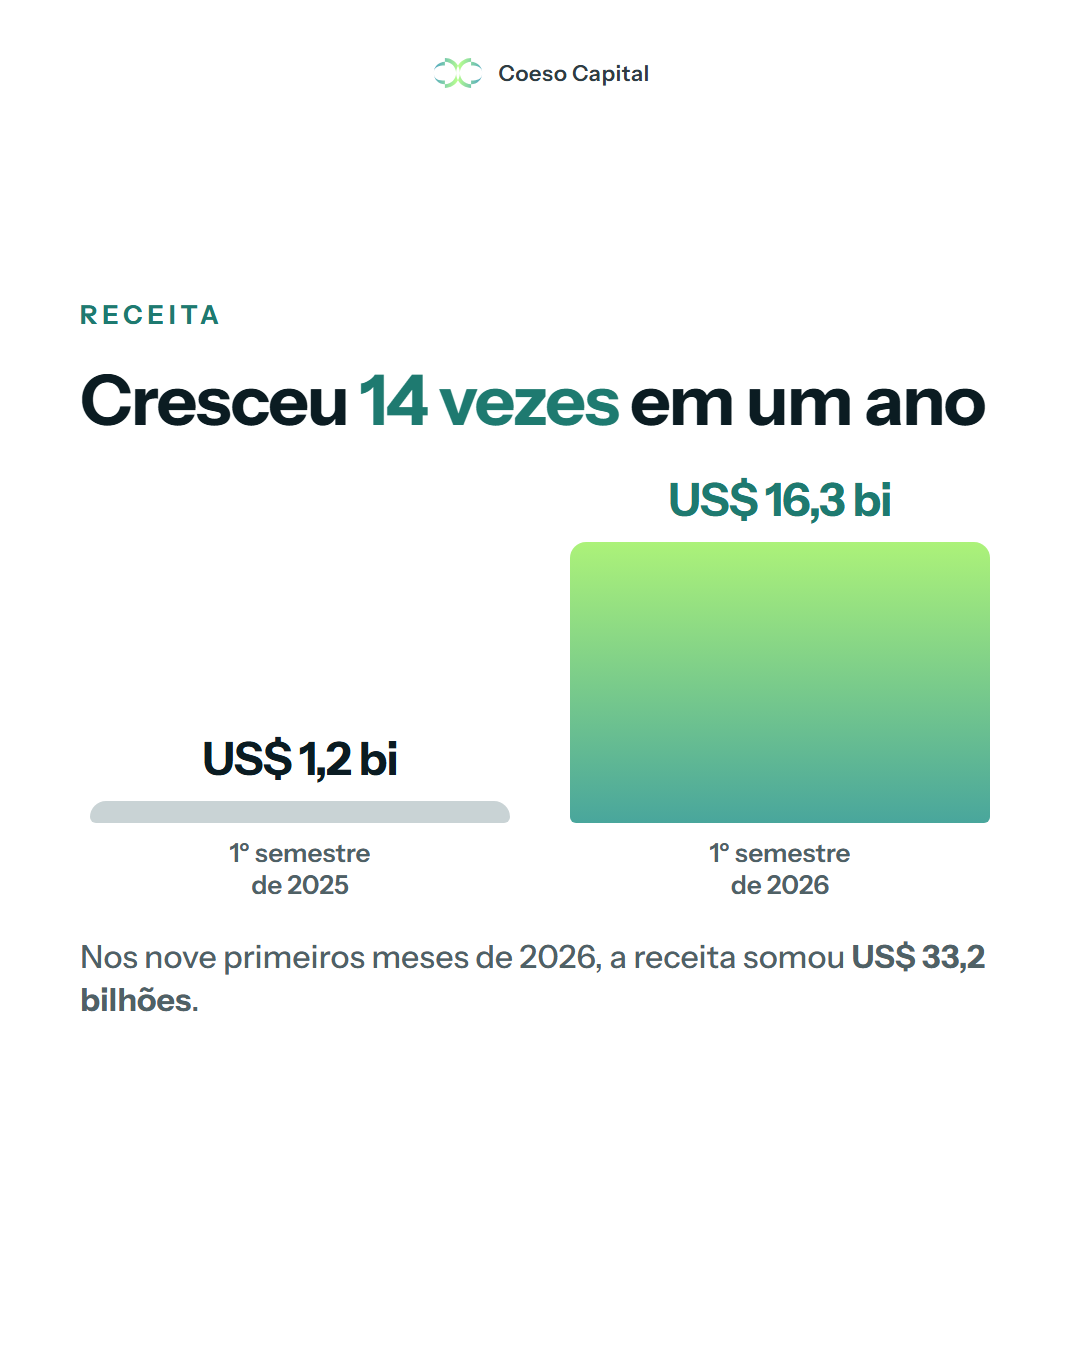 Coeso Capital
RECEITA
Cresceu 14 vezes em um ano
US$ 16,3 bi
US$ 1,2 bi
1º semestre
de 2025
1º semestre
de 2026
Nos nove primeiros meses de 2026, a receita somou US$ 33,2
bilhões.